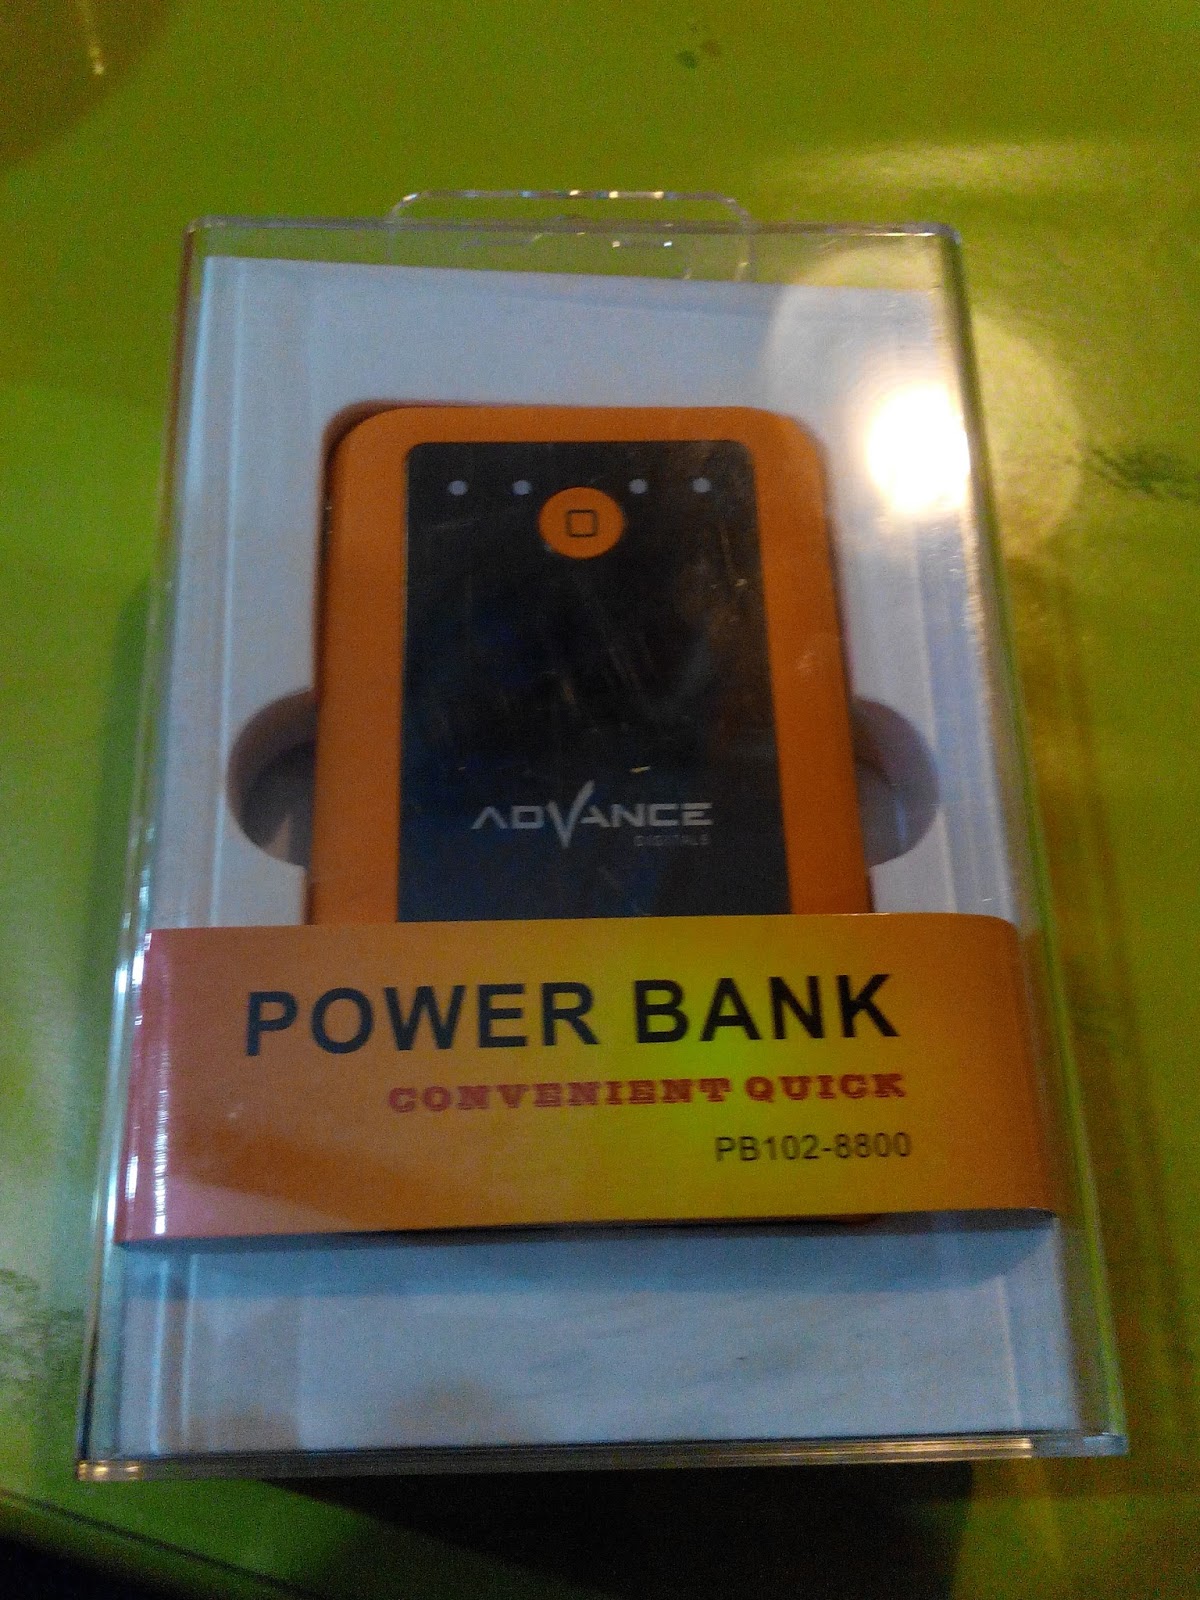 ADVANCE
DIGITALS
POWER BANK
CONVENIENT QUICK
PB102-8800